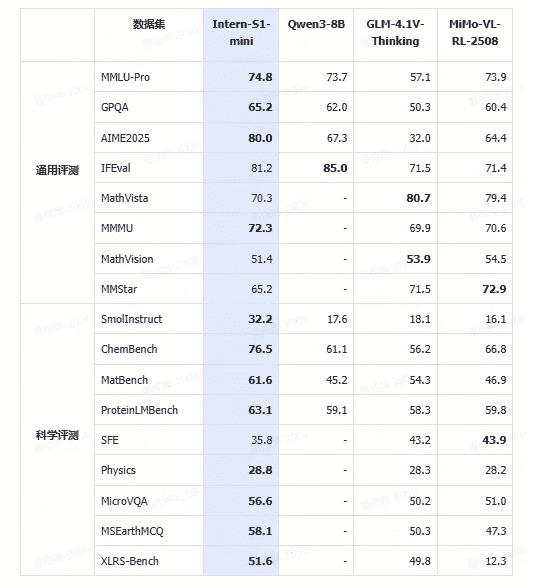 数据集 Intern-S1-mini Qwen3-8B GLM-4.1V-Thinking MiMo-VL-RL-2508
通用评测
MMLU-Pro 74.8 73.7 57.1 73.9
GPQA 65.2 62.0 50.3 60.4
AIME2025 80.0 67.3 32.0 64.4
IFEval 81.2 85.0 71.5 71.4
MathVista 70.3 - 80.7 79.4
MMMU 72.3 - 69.9 70.6
MathVision 51.4 - 53.9 54.5
MMStar 65.2 - 71.5 72.9
科学评测
SmolInstruct 32.2 17.6 18.1 16.1
ChemBench 76.5 61.1 56.2 66.8
MatBench 61.6 45.2 54.3 46.9
ProteinLMBench 63.1 59.1 58.3 59.8
SFE 35.8 - 43.2 43.9
Physics 28.8 - 28.3 28.2
MicroVQA 56.6 - 50.2 51.0
MSEarthMCQ 58.1 - 50.3 47.3
XLRS-Bench 51.6 - 49.8 12.3